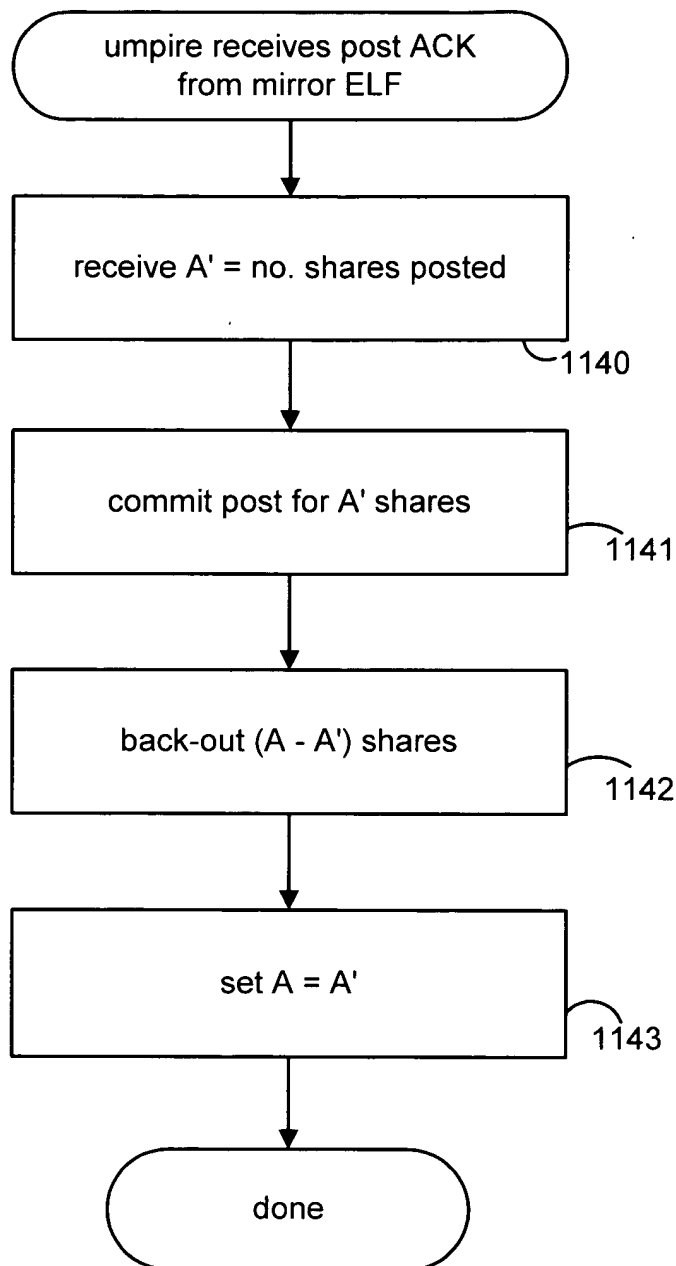 umpire receives post ACK
from mirror ELF
receive A' = no. shares posted
1140
commit post for A' shares
1141
back-out (A - A') shares
1142
set A = A'
1143
done